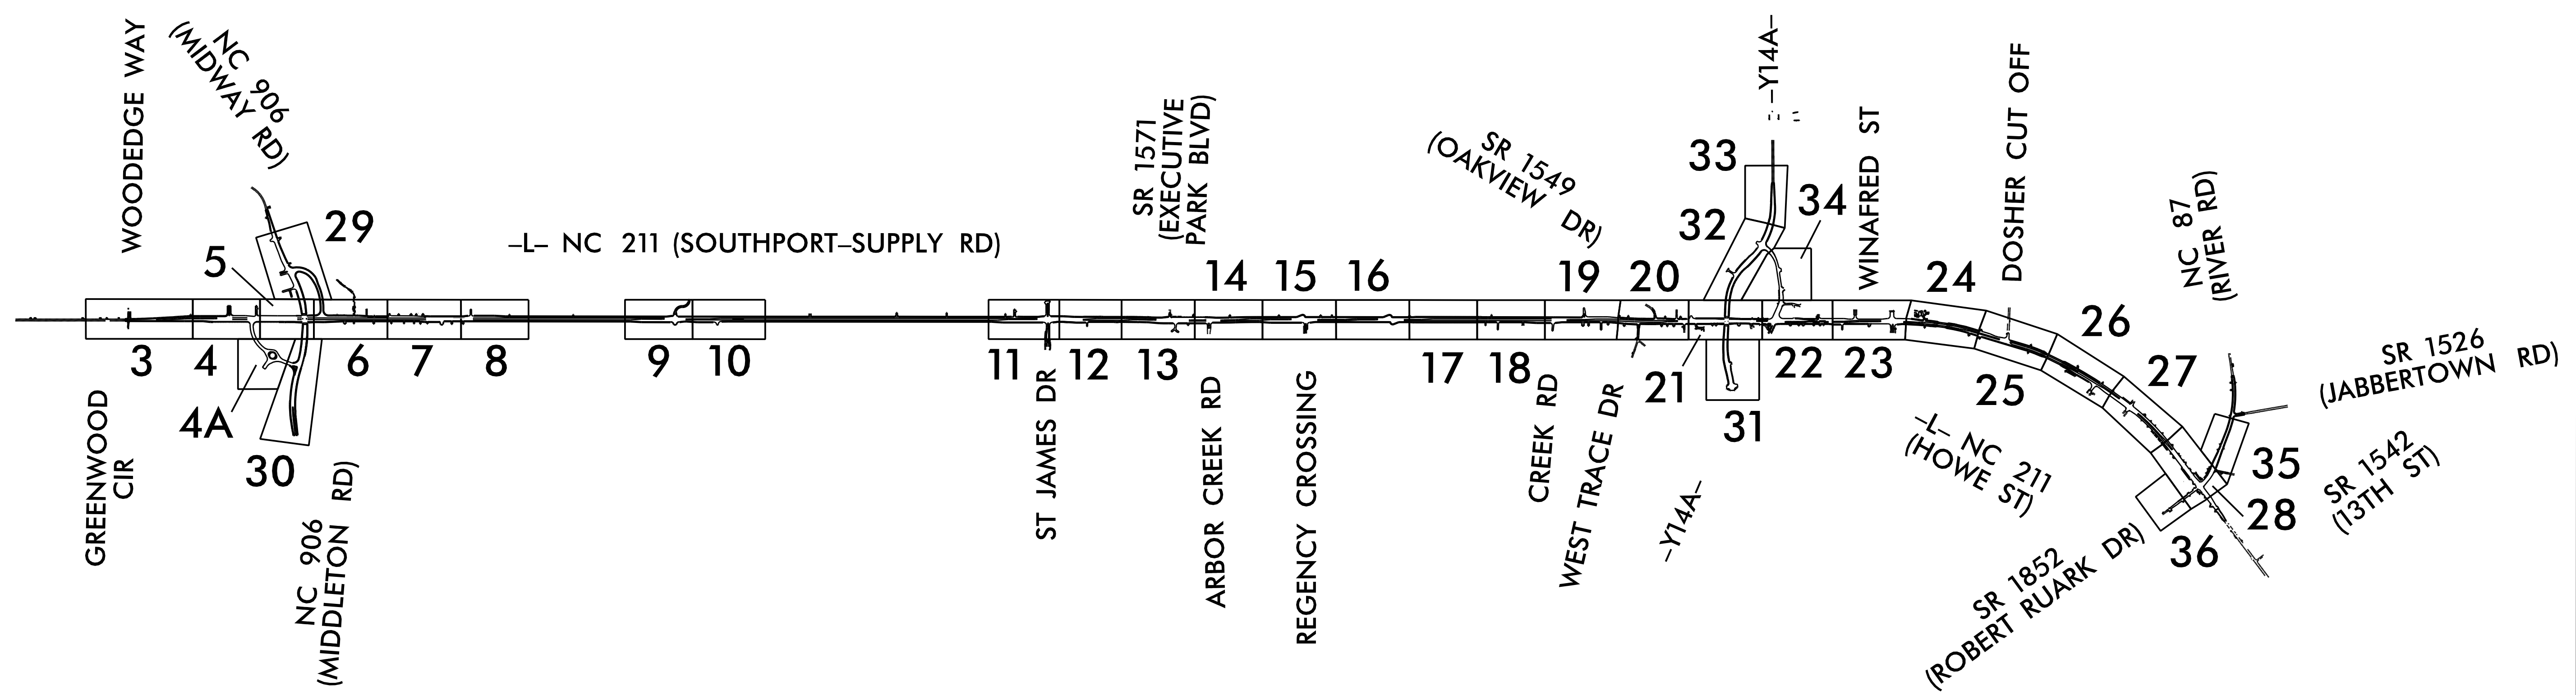 WOODEDGE WAY
NC 906
(MIDWAY RD)
29
5
–L– NC 211 (SOUTHPORT–SUPPLY RD)
3
4
6
7
8
9
10
4A
30
GREENWOOD
CIR
NC 906
(MIDDLETON RD)
SR 1571
(EXECUTIVE
PARK BLVD)
14
15
16
11
12
13
17
18
ST JAMES DR
ARBOR CREEK RD
REGENCY CROSSING
SR 1549
(OAKVIEW DR)
19
20
CREEK RD
WEST TRACE DR
21
–Y14A–
–Y14A–
33
32
34
31
22
23
WINAFRED ST
DOSHER CUT OFF
24
25
26
27
–L– NC 211
(HOWE ST)
NC 87
(RIVER RD)
SR 1526
(JABBERTOWN RD)
35
28
36
SR 1542
(13TH ST)
SR 1852
(ROBERT RUARK DR)